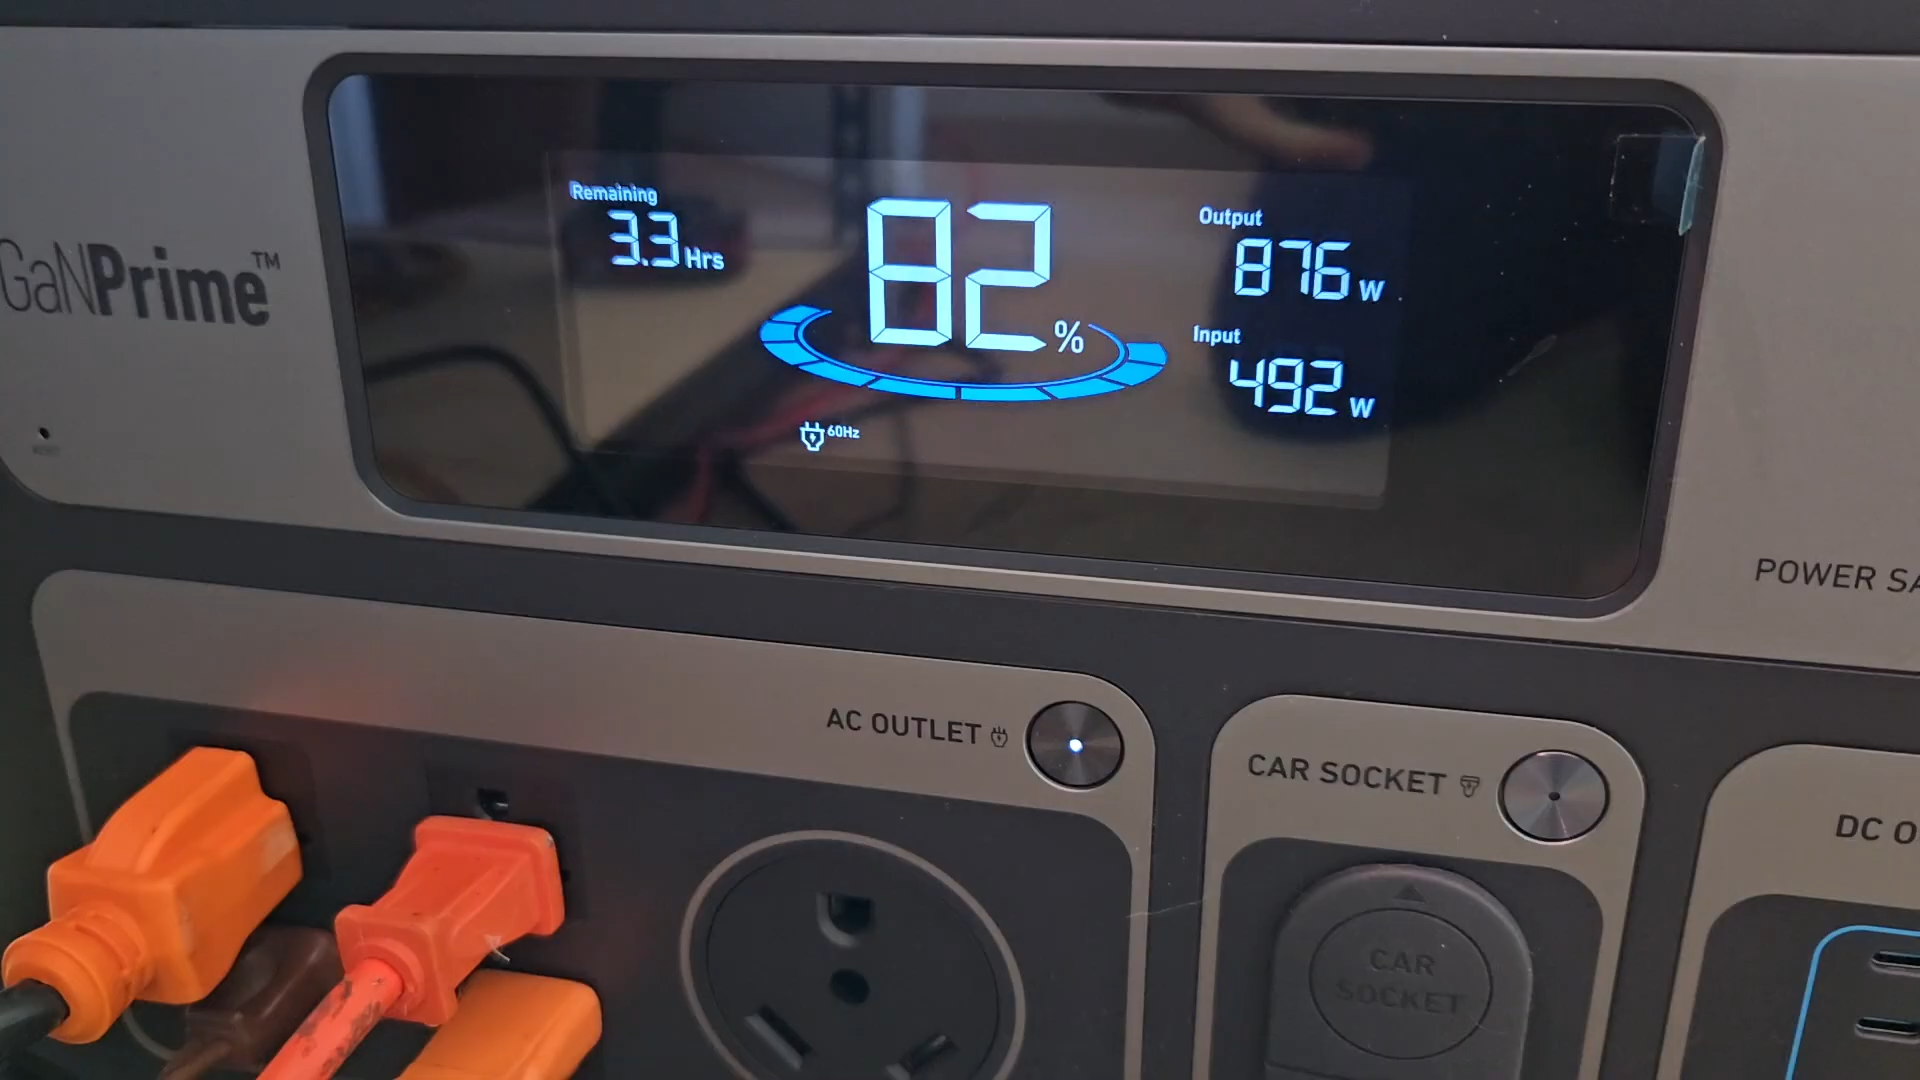 GaNPrime™
Remaining
3.3 Hrs
82%
Output
876 W
Input
492 W
60Hz
POWER SA
AC OUTLET
CAR SOCKET
DC O
CAR
SOCKET